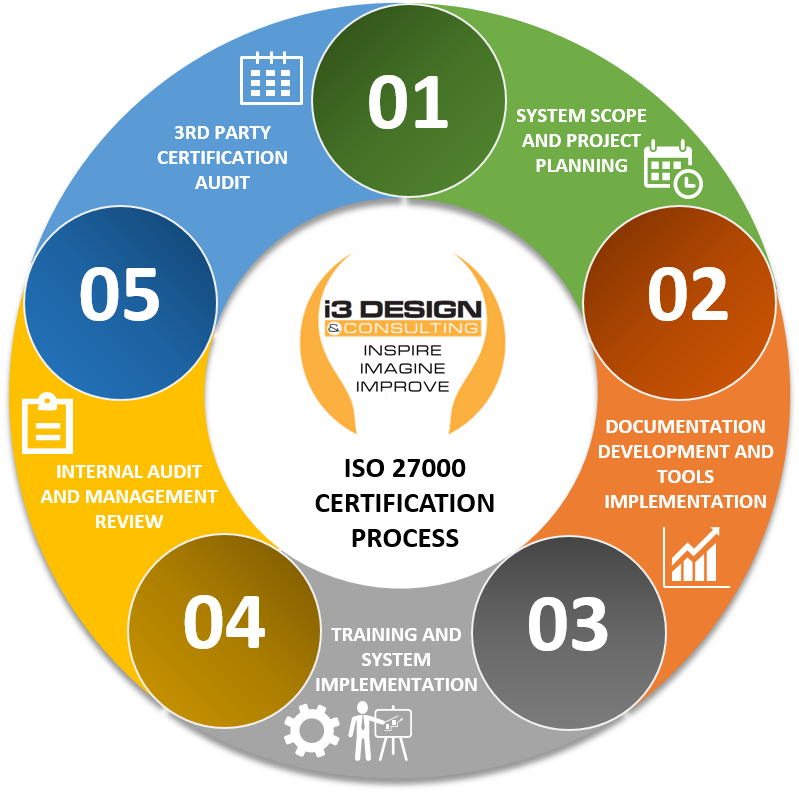 01
SYSTEM SCOPE
AND PROJECT
PLANNING
02
DOCUMENTATION
DEVELOPMENT AND
TOOLS
IMPLEMENTATION
03
TRAINING AND
SYSTEM
IMPLEMENTATION
04
INTERNAL AUDIT
AND MANAGEMENT
REVIEW
05
3RD PARTY
CERTIFICATION
AUDIT
i3 DESIGN
&CONSULTING
INSPIRE
IMAGINE
IMPROVE
ISO 27000
CERTIFICATION
PROCESS